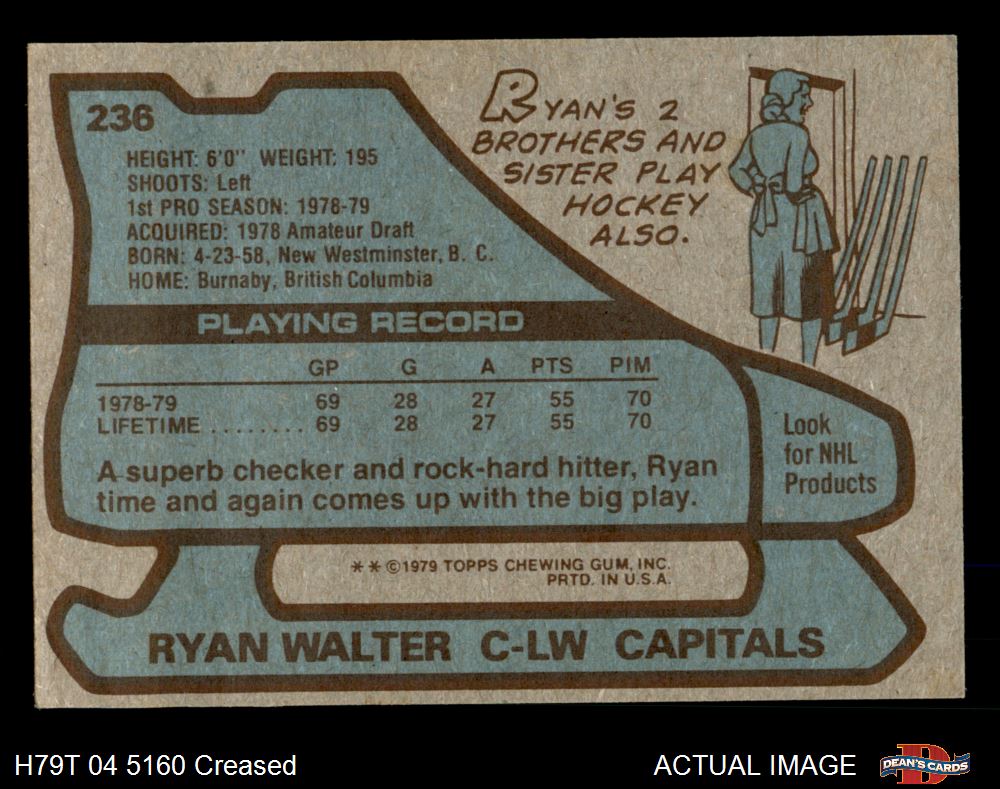 236
HEIGHT: 6'0" WEIGHT: 195
SHOOTS: Left
1st PRO SEASON: 1978-79
ACQUIRED: 1978 Amateur Draft
BORN: 4-23-58, New Westminster, B. C.
HOME: Burnaby, British Columbia
RYAN'S 2
BROTHERS AND
SISTER PLAY
HOCKEY
ALSO.
PLAYING RECORD
GP G A PTS PIM
1978-79 69 28 27 55 70
LIFETIME ........ 69 28 27 55 70
A superb checker and rock-hard hitter, Ryan
time and again comes up with the big play.
Look
for NHL
Products
* * ©1979 TOPPS CHEWING GUM, INC.
PRTD. IN U.S.A.
RYAN WALTER C-LW CAPITALS
H79T 04 5160 Creased
ACTUAL IMAGE
DEAN'S CARDS